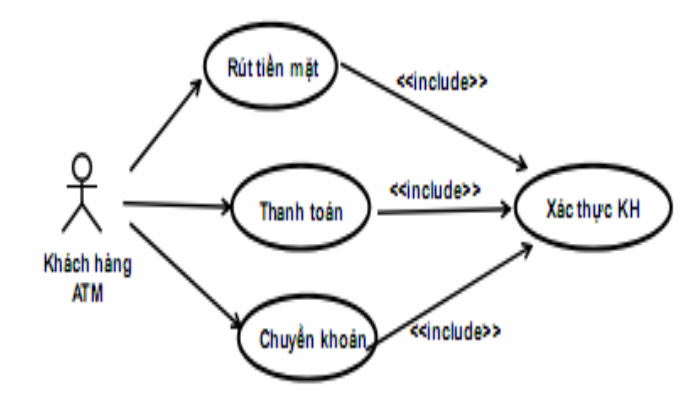 Rút tiền mặt
<<include>>
<<include>>
Thanh toán
Xác thực KH
Khách hàng
ATM
Chuyển khoản
<<include>>